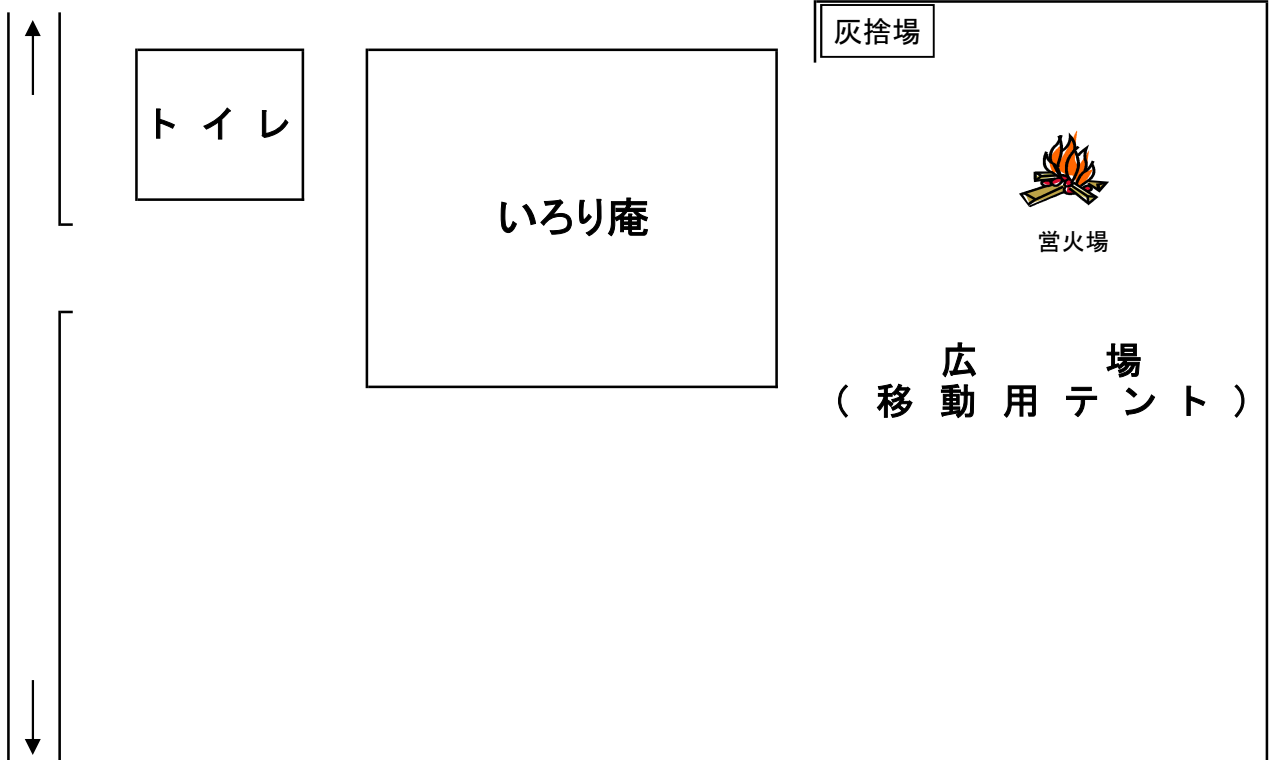 灰捨場
トイレ
いろり庵
営火場
広場
（移動用テント）